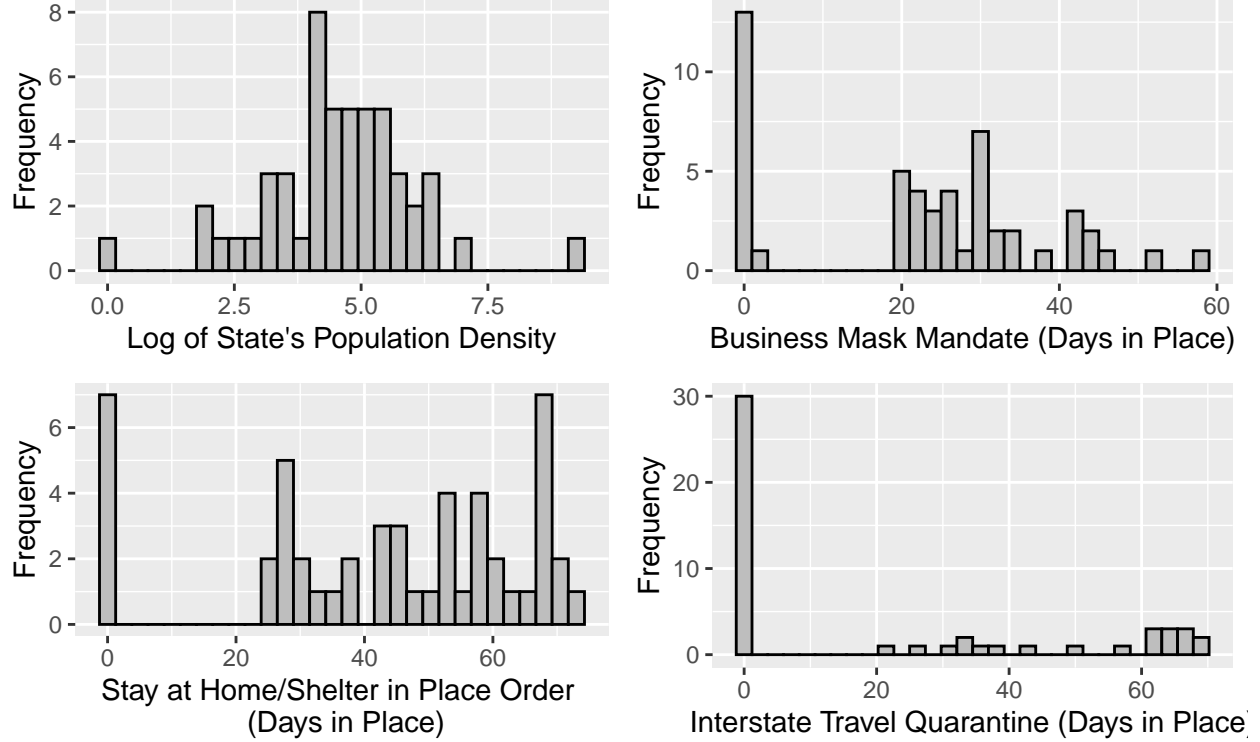 8
6
4
2
0
Frequency
0.0 2.5 5.0 7.5
Log of State's Population Density
10
5
0
Frequency
0 20 40 60
Business Mask Mandate (Days in Place)
6
4
2
0
Frequency
0 20 40 60
Stay at Home/Shelter in Place Order
(Days in Place)
30
20
10
0
Frequency
0 20 40 60
Interstate Travel Quarantine (Days in Place)